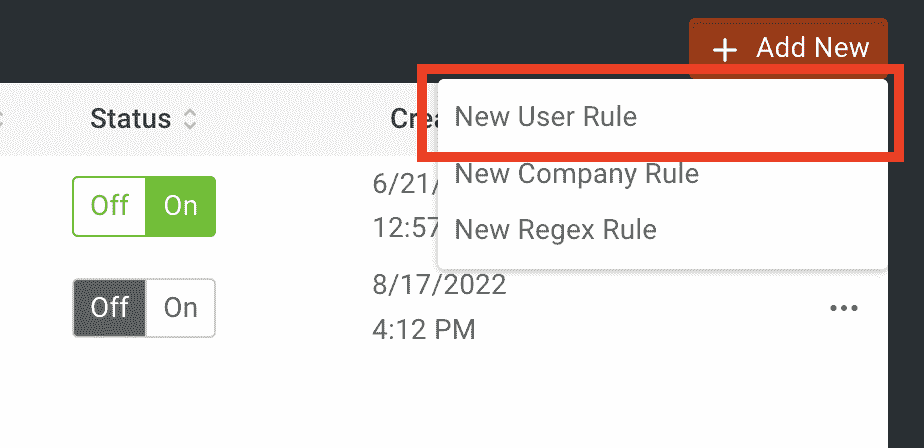 + Add New
Status
Cre
New User Rule
New Company Rule
New Regex Rule
Off On
6/21/
12:57
Off On
8/17/2022
4:12 PM